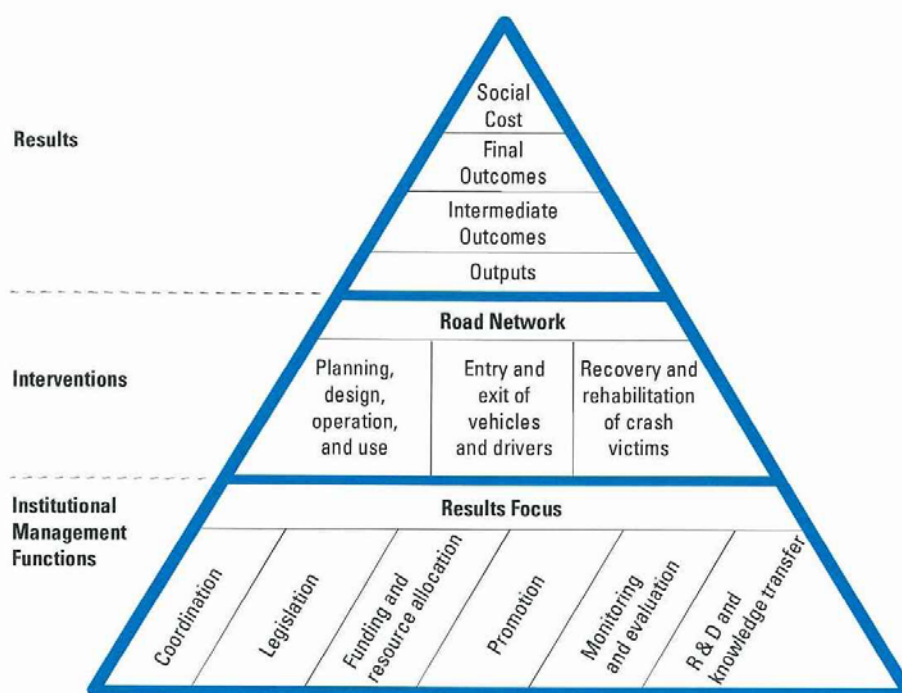 Results
Social
Cost
Final
Outcomes
Intermediate
Outcomes
Outputs
Interventions
Road Network
Planning,
design,
operation,
and use
Entry and
exit of
vehicles
and drivers
Recovery and
rehabilitation
of crash
victims
Institutional
Management
Functions
Results Focus
Coordination
Legislation
Funding and
resource allocation
Promotion
Monitoring
and evaluation
R & D and
knowledge transfer